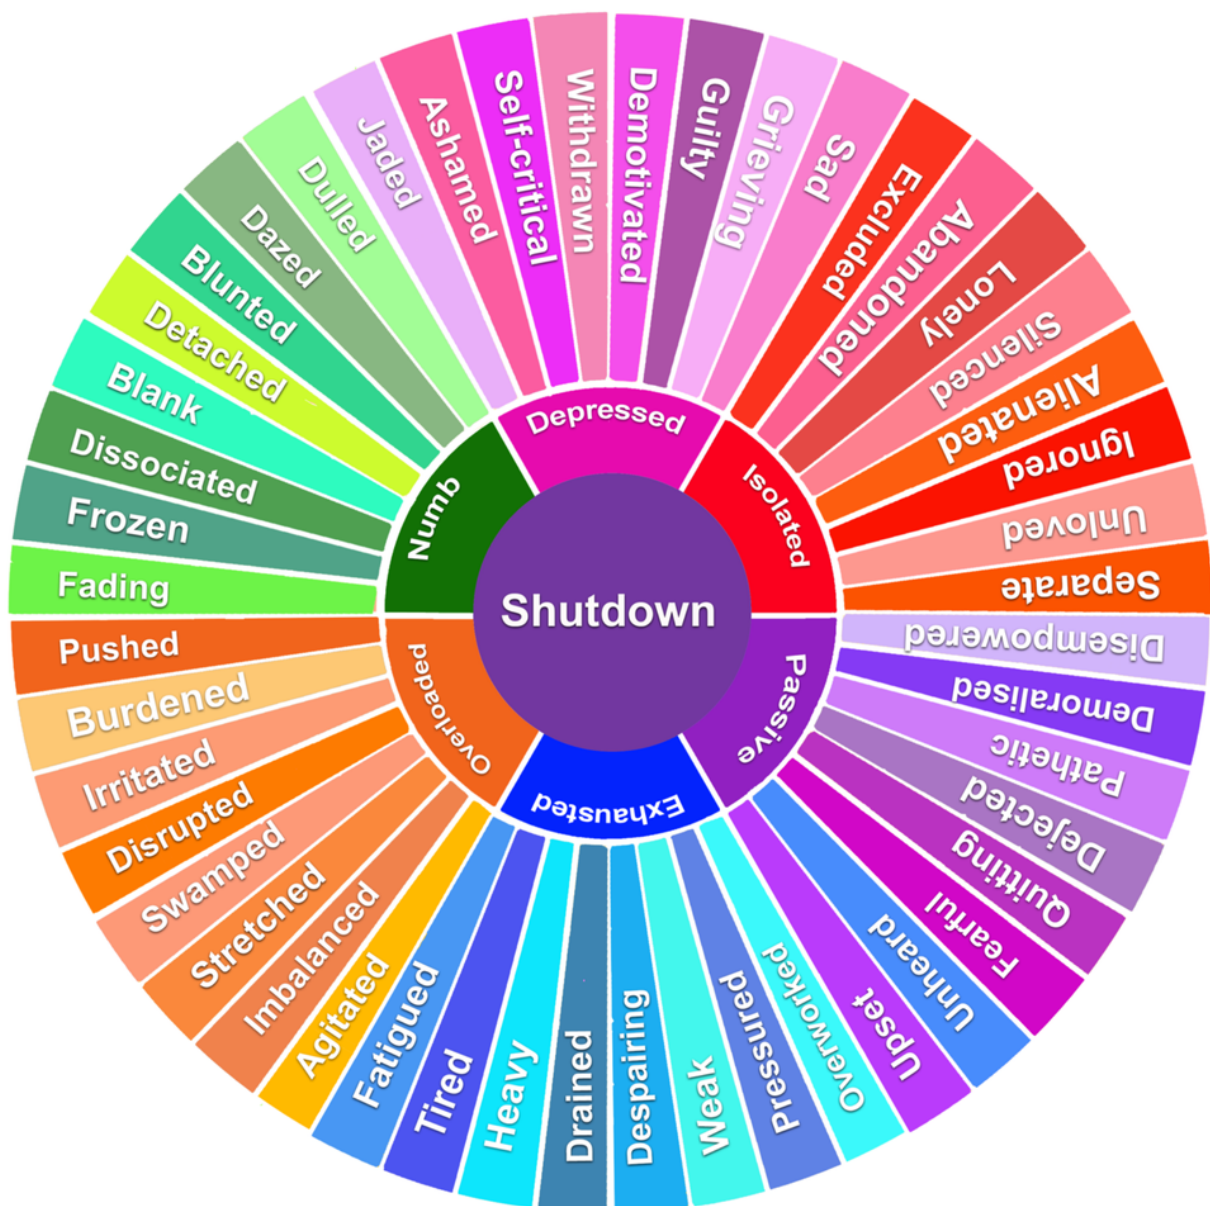 Shutdown
Depressed
Isolated
Passive
Exhausted
Overloaded
Numb
Jaded
Ashamed
Self-critical
Withdrawn
Demotivated
Guilty
Grieving
Sad
Excluded
Abandoned
Lonely
Silenced
Alienated
Ignored
Unloved
Separate
Disempowered
Demoralised
Pathetic
Dejected
Quitting
Fearful
Unheard
Upset
Overworked
Pressured
Weak
Despairing
Drained
Heavy
Tired
Fatigued
Agitated
Imbalanced
Stretched
Swamped
Disrupted
Irritated
Burdened
Pushed
Fading
Frozen
Dissociated
Blank
Detached
Blunted
Dazed
Dulled